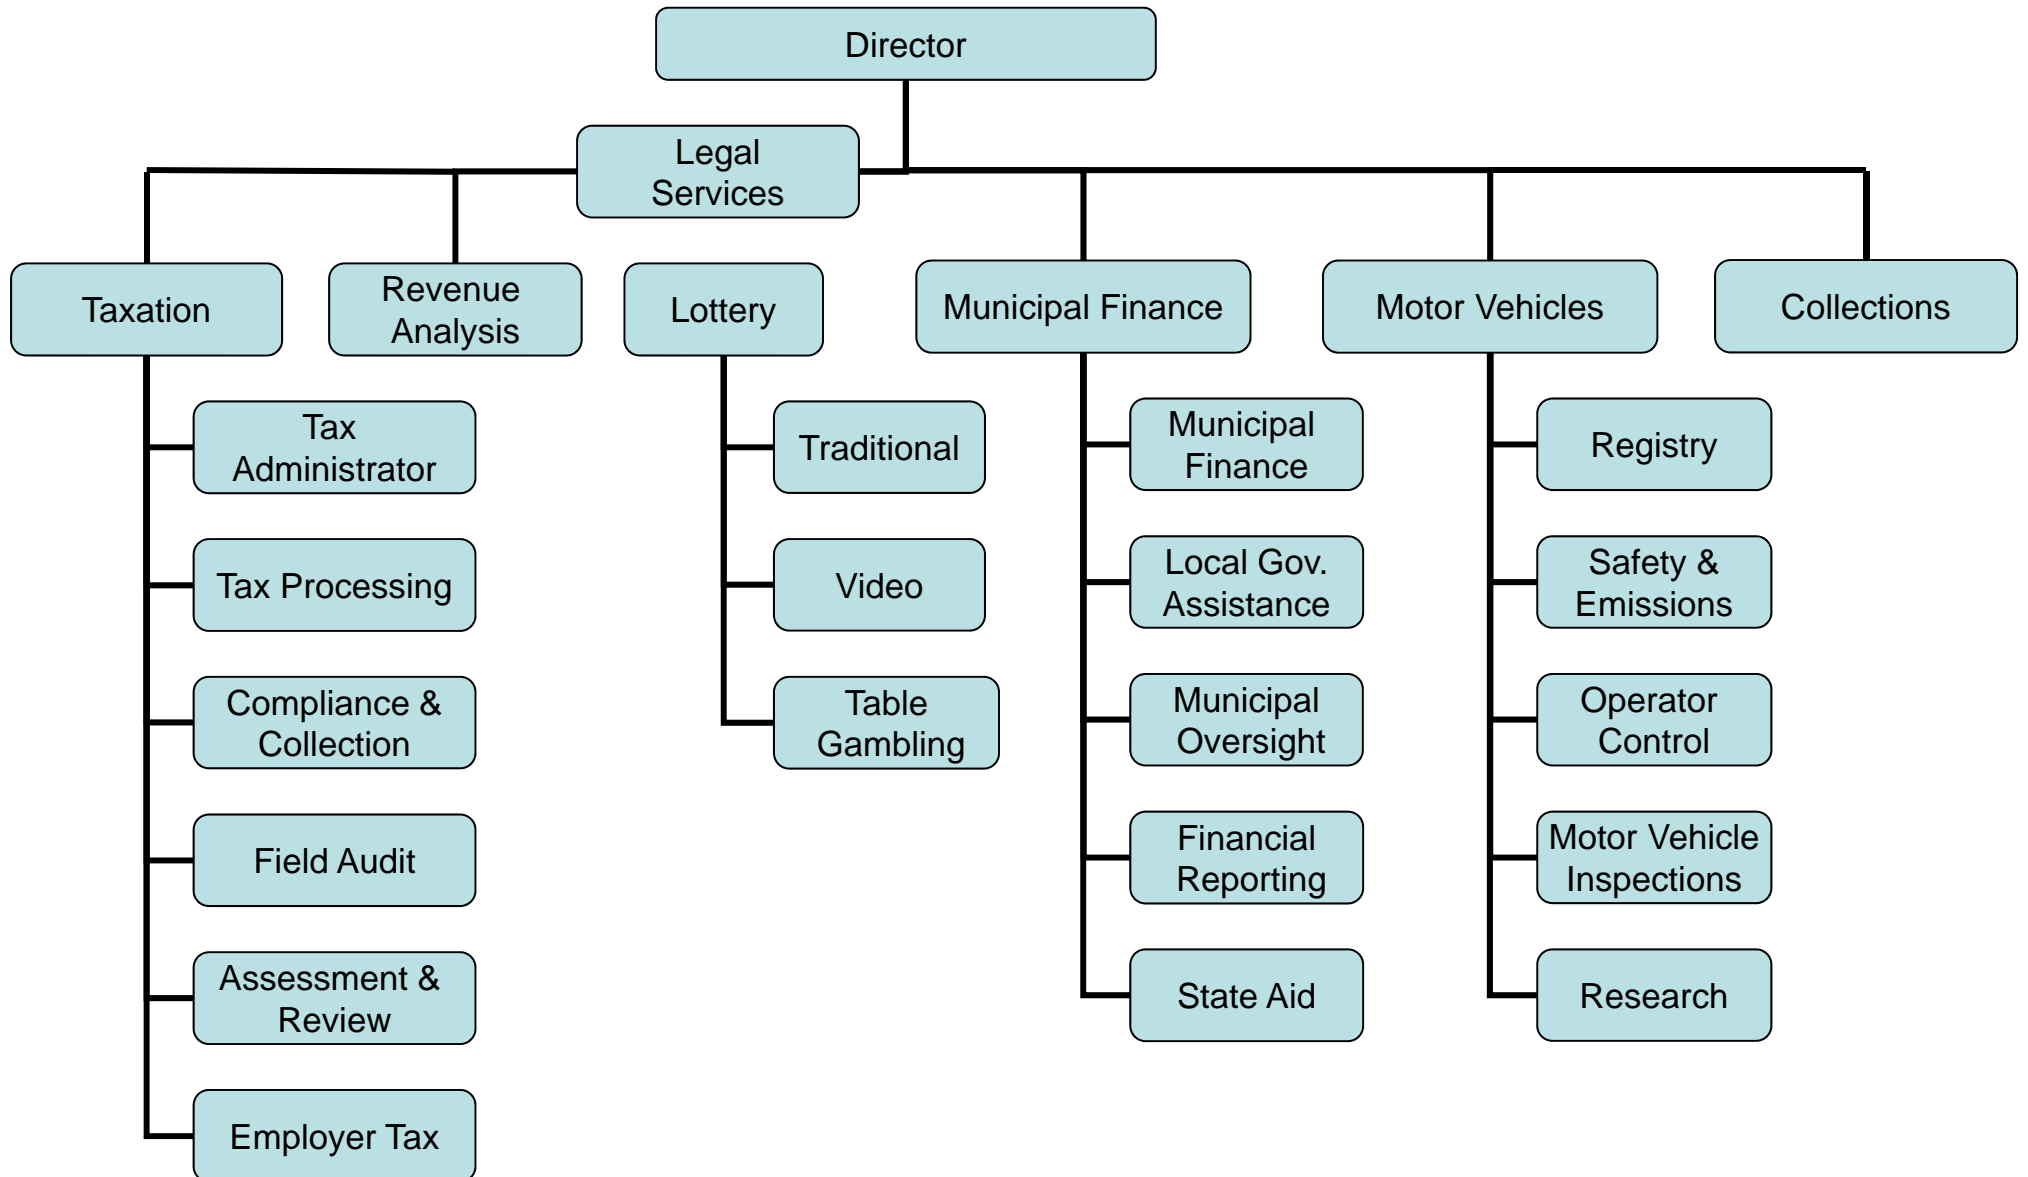 Director
Legal
Services
Taxation
Revenue
Analysis
Lottery
Municipal Finance
Motor Vehicles
Collections
Tax
Administrator
Tax Processing
Compliance &
Collection
Field Audit
Assessment &
Review
Employer Tax
Traditional
Video
Table
Gambling
Municipal
Finance
Local Gov.
Assistance
Municipal
Oversight
Financial
Reporting
State Aid
Registry
Safety &
Emissions
Operator
Control
Motor Vehicle
Inspections
Research